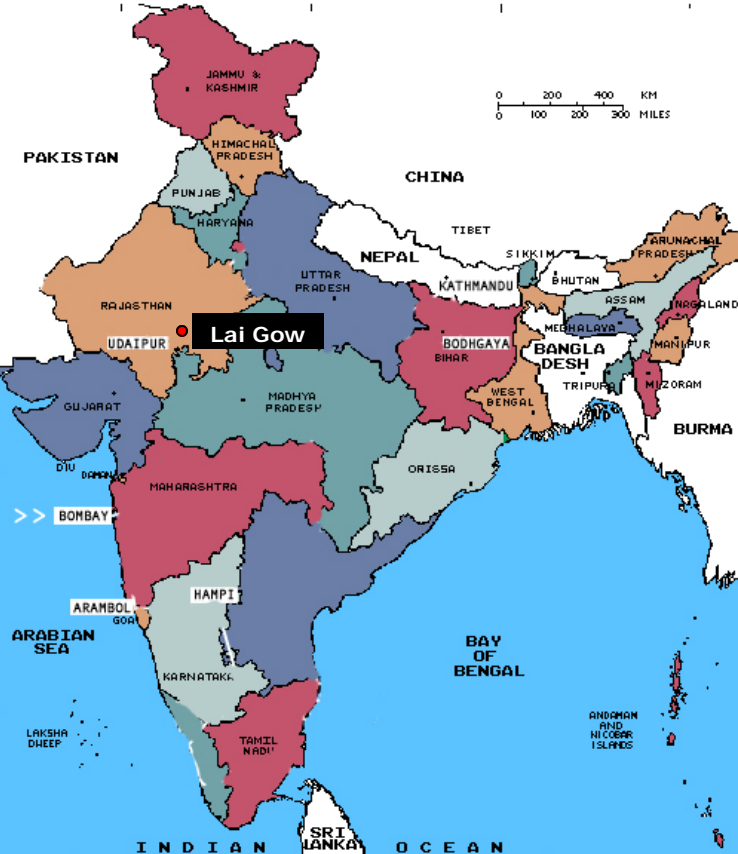 JAMMU &
KASHMIR
0 200 400 KM
0 100 200 300 MILES
HIMACHAL
PRADESH
PAKISTAN
CHINA
PUNJAB
HARYANA
TIBET
NEPAL
SIKKIM
ARUNACHAL
PRADESH
UTTAR
PRADESH
KATHMANDU
BHUTAN
ASSAM
NAGALAND
RAJASTHAN
MEGHALAYA
Lai Gow
UDAIPUR
BODHGAYA
BIHAR
MANIPUR
BANGLA
DESH
TRIPURA
MIZORAM
GUJARAT
MADHYA
PRADESH
WEST
BENGAL
BURMA
DIU
DAMAN
ORISSA
MAHARASHTRA
>> BOMBAY
HAMPI
ARAMBOL
GOA
ARABIAN
SEA
BAY
OF
BENGAL
KARNATAKA
LAKSHA
DWEEP
TAMIL
NADU
ANDAMAN
AND
NICOBAR
ISLANDS
SRI
LANKA
INDIAN OCEAN